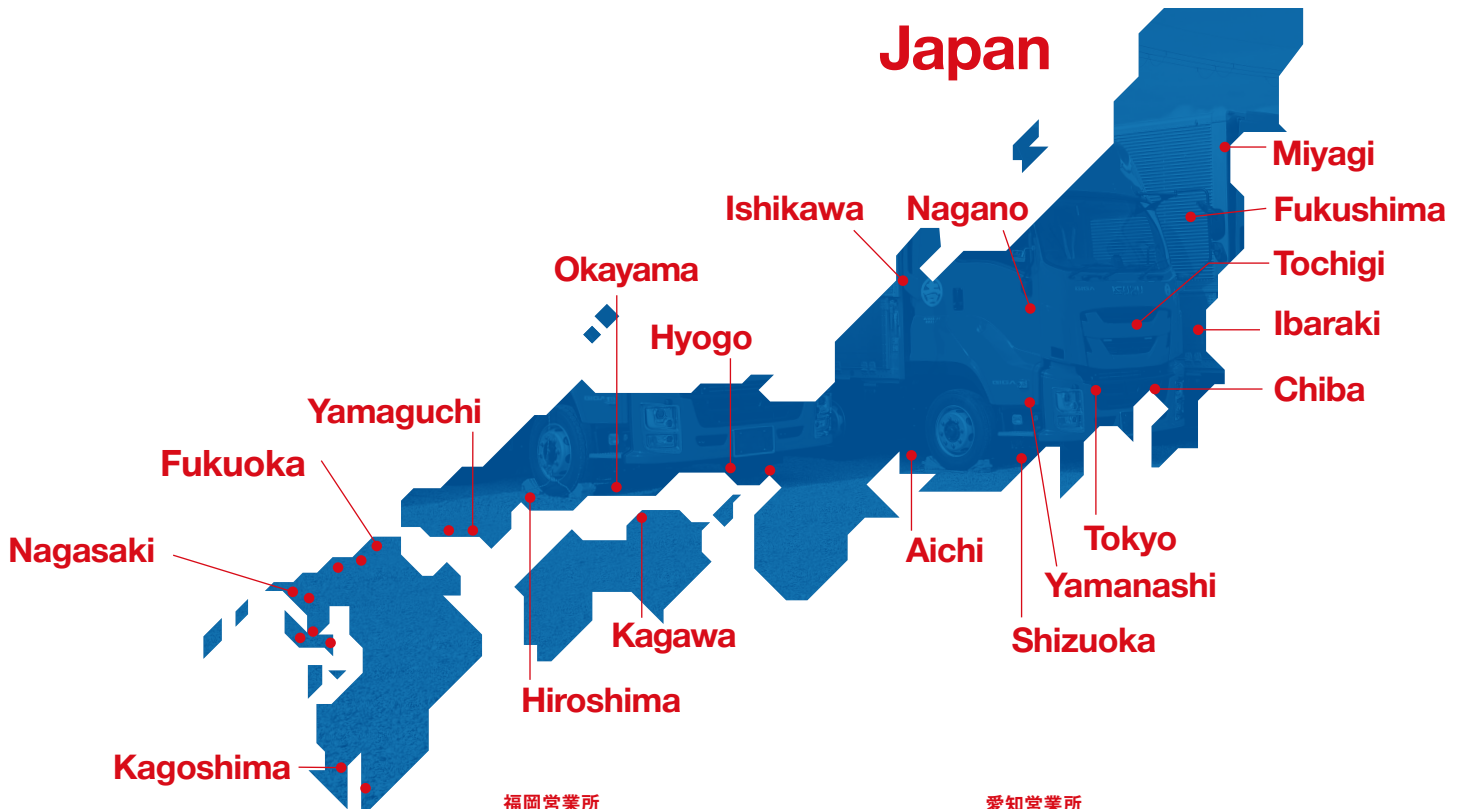 Japan
Miyagi
Ishikawa
Nagano
Fukushima
Okayama
Tochigi
Hyogo
Ibaraki
Chiba
Yamaguchi
Fukuoka
Nagasaki
Aichi
Tokyo
Yamanashi
Kagawa
Shizuoka
Hiroshima
Kagoshima
福岡営業所
愛知営業所